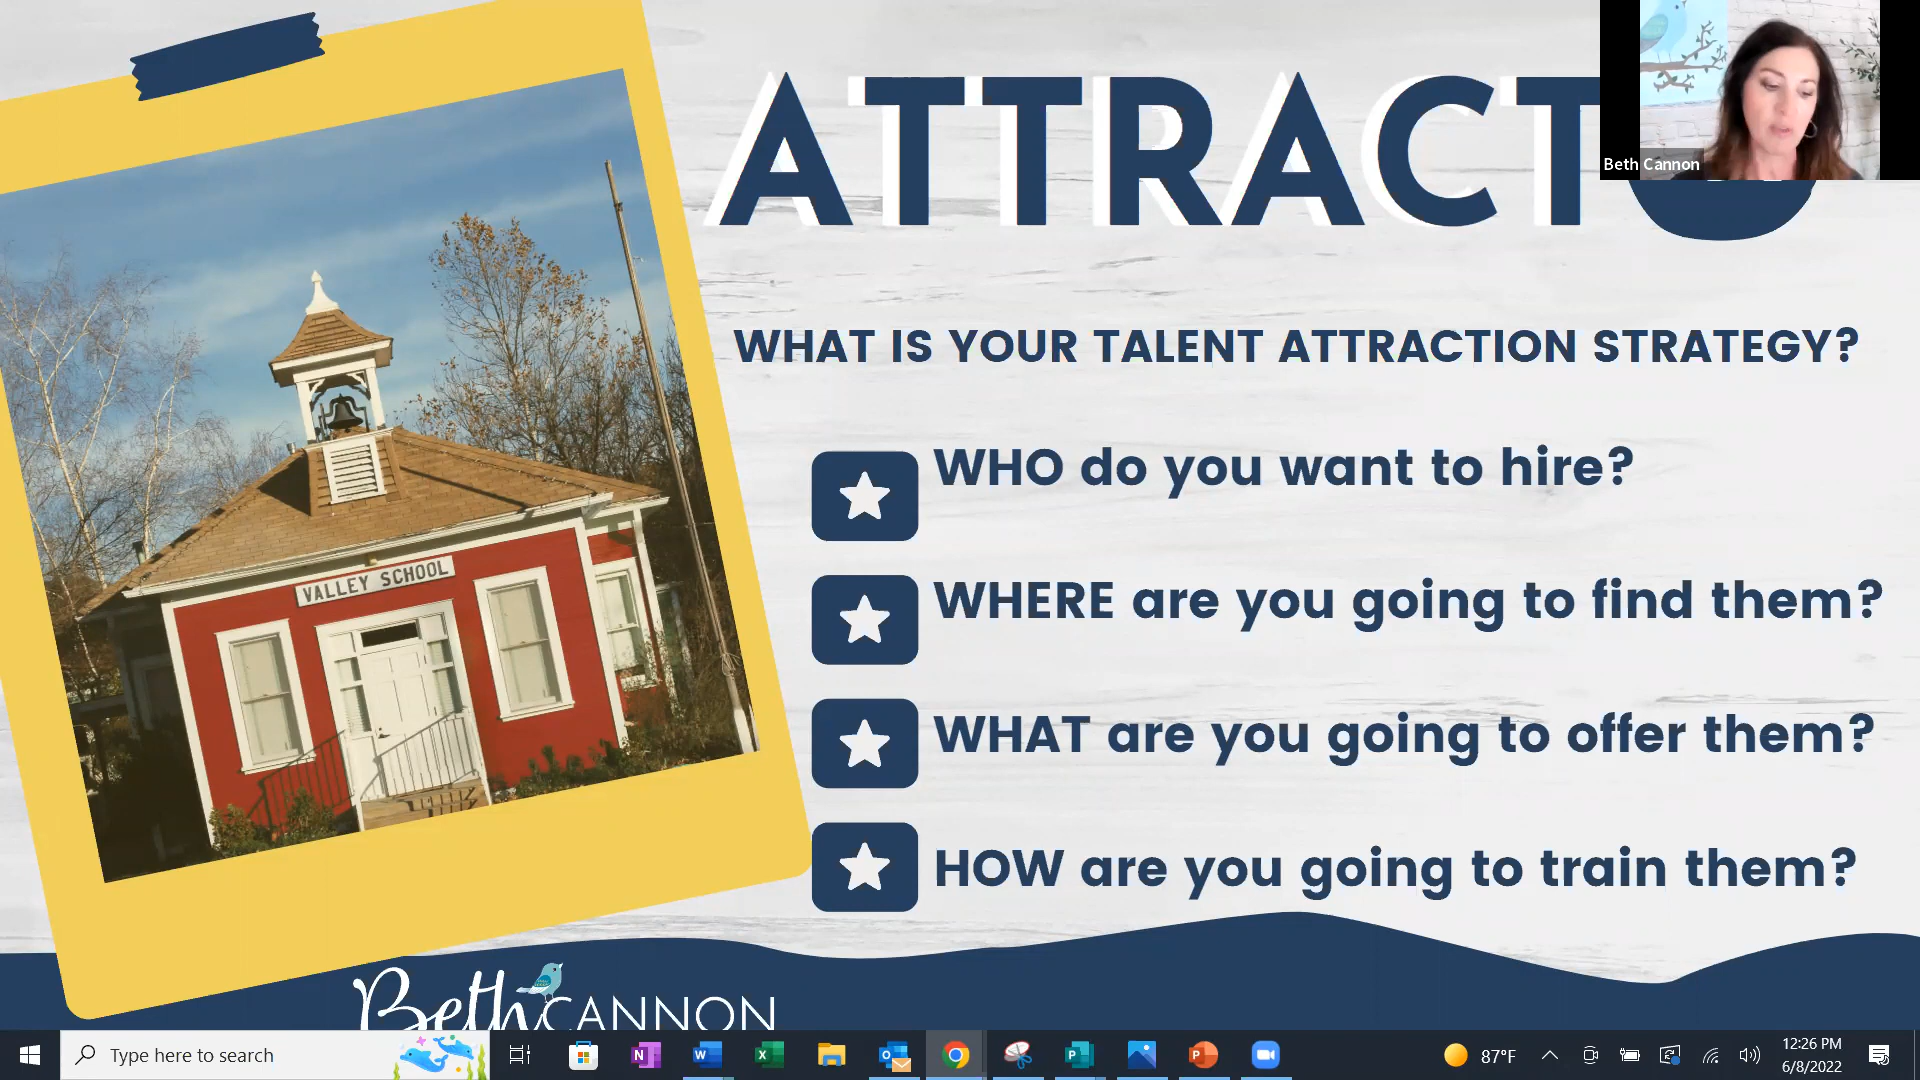 ATTRACT
Beth Cannon
WHAT IS YOUR TALENT ATTRACTION STRATEGY?
WHO do you want to hire?
WHERE are you going to find them?
WHAT are you going to offer them?
HOW are you going to train them?
VALLEY SCHOOL
Beth CANNON
Type here to search
87°F
12:26 PM
6/8/2022